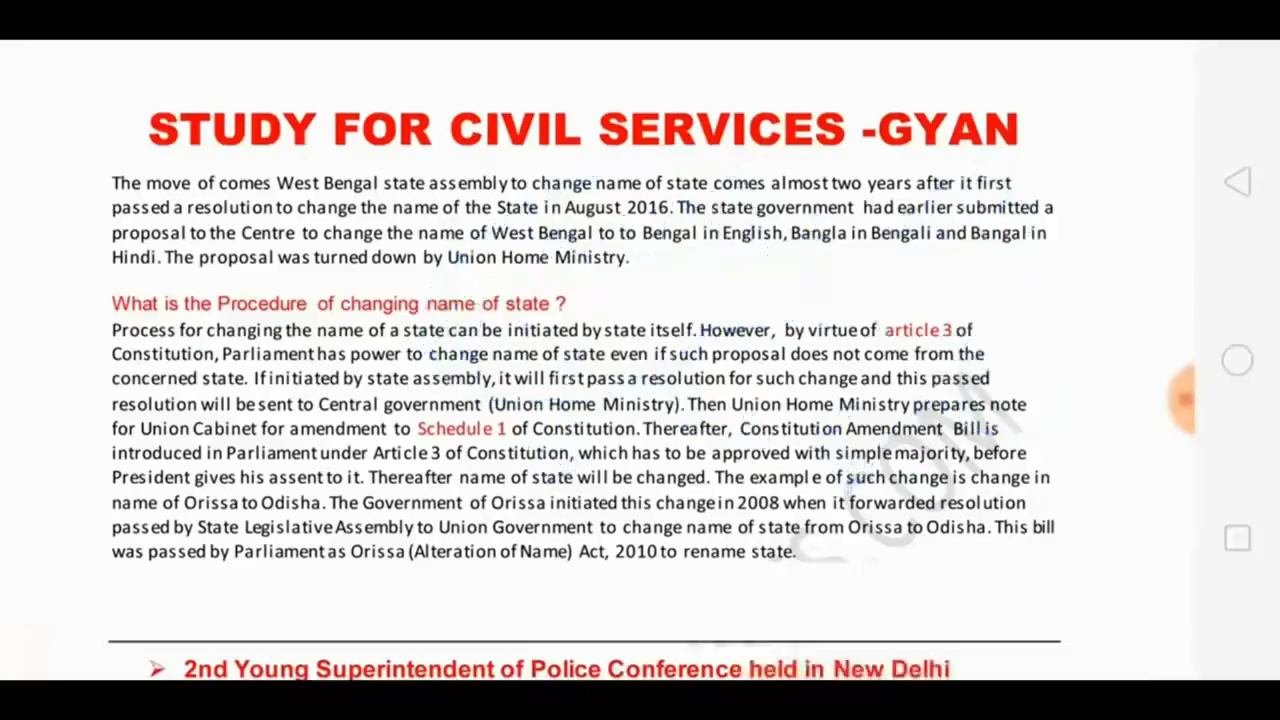 STUDY FOR CIVIL SERVICES -GYAN
The move of comes West Bengal state assembly to change name of state comes almost two years after it first
passed a resolution to change the name of the State in August 2016. The state government had earlier submitted a
proposal to the Centre to change the name of West Bengal to to Bengal in English, Bangla in Bengali and Bangal in
Hindi. The proposal was turned down by Union Home Ministry.
What is the Procedure of changing name of state ?
Process for changing the name of a state can be initiated by state itself. However, by virtue of article 3 of
Constitution, Parliament has power to change name of state even if such proposal does not come from the
concerned state. If initiated by state assembly, it will first pass a resolution for such change and this passed
resolution will be sent to Central government (Union Home Ministry). Then Union Home Ministry prepares note
for Union Cabinet for amendment to Schedule 1 of Constitution. Thereafter, Constitution Amendment Bill is
introduced in Parliament under Article 3 of Constitution, which has to be approved with simple majority, before
President gives his assent to it. Thereafter name of state will be changed. The example of such change is change in
name of Orissa to Odisha. The Government of Orissa initiated this change in 2008 when it forwarded resolution
passed by State Legislative Assembly to Union Government to change name of state from Orissa to Odisha. This bill
was passed by Parliament as Orissa (Alteration of Name) Act, 2010 to rename state.
S.COM
➢ 2nd Young Superintendent of Police Conference held in New Delhi